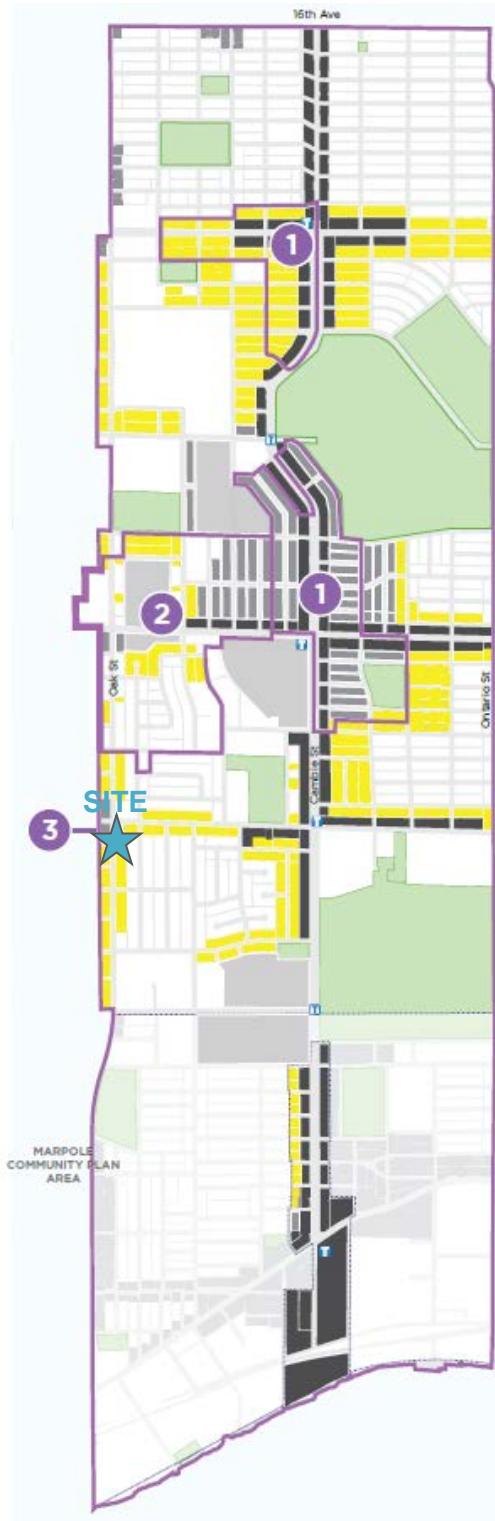 16th Ave
T
1
T
1
2
T
Oak St
Ontario St
Cambie St
SITE
3
T
T
MARPOLE
COMMUNITY PLAN
AREA
T